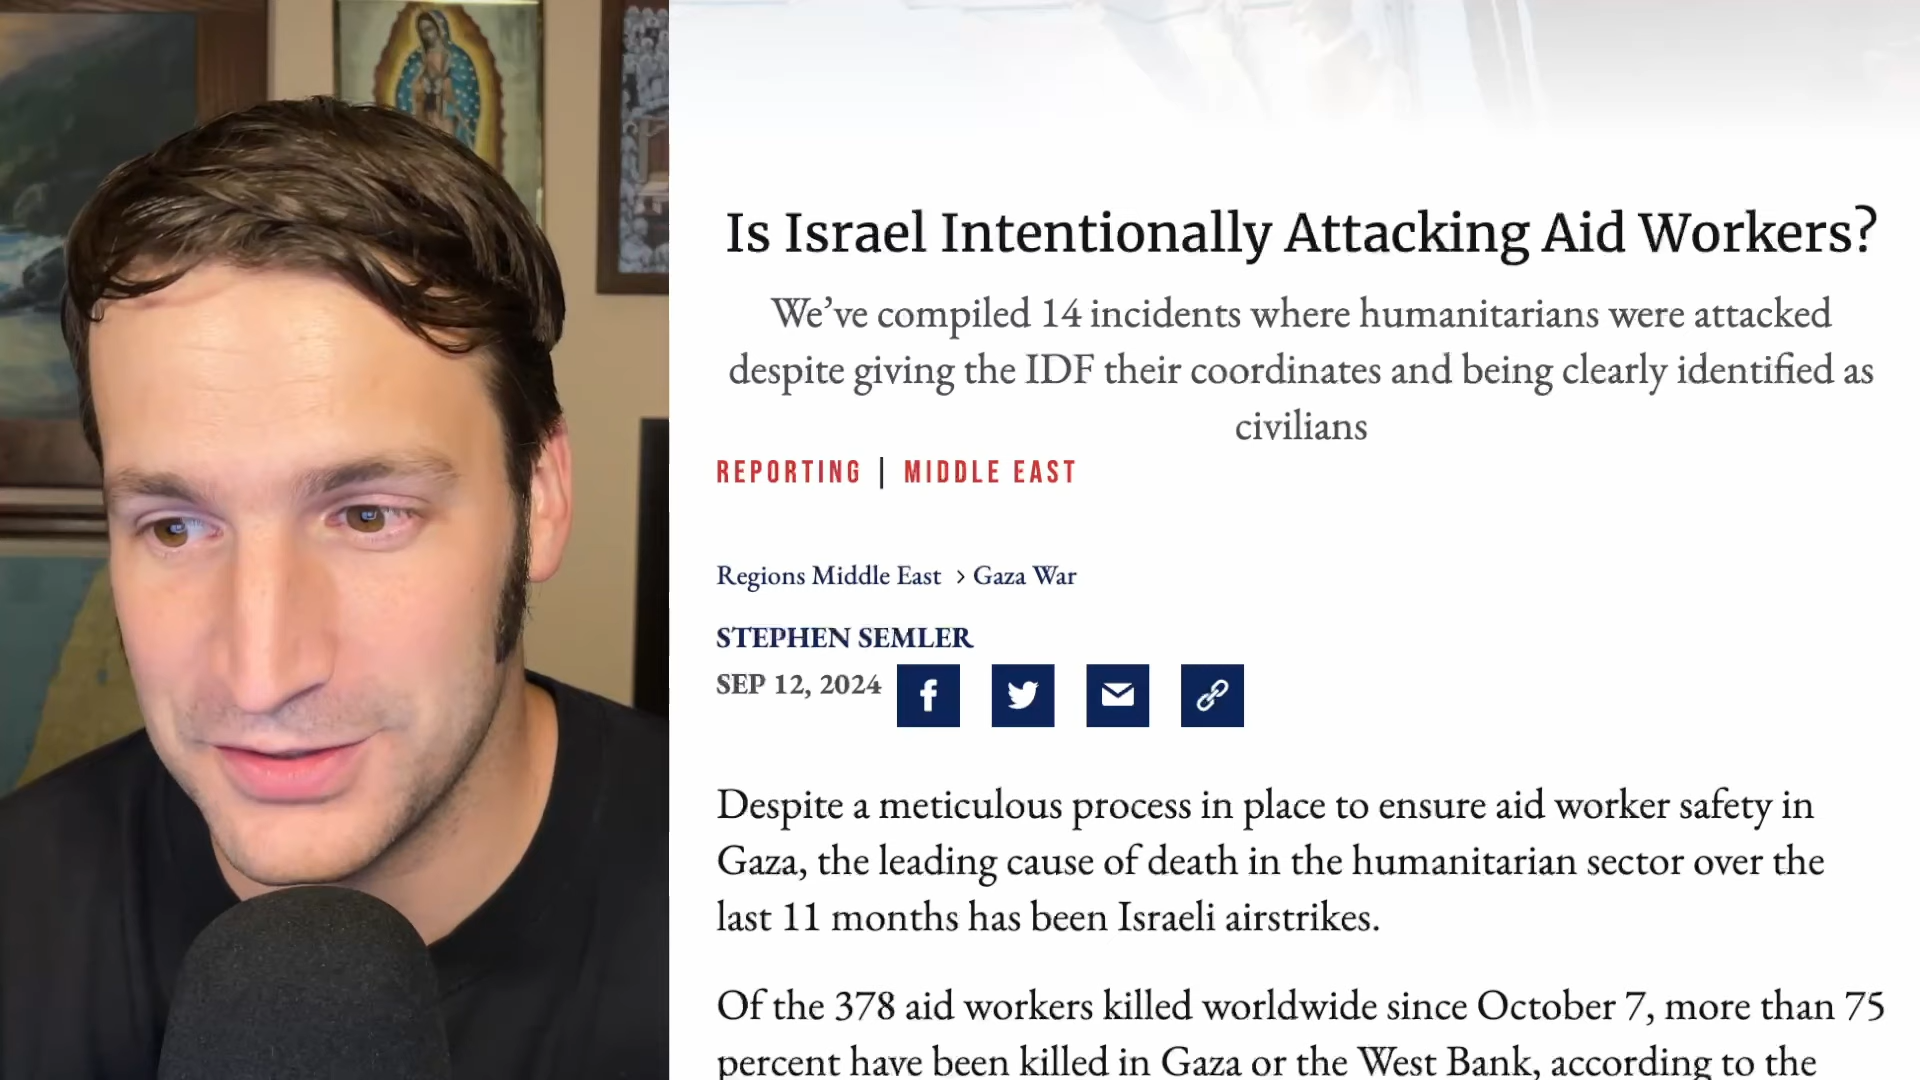 Is Israel Intentionally Attacking Aid Workers?
We’ve compiled 14 incidents where humanitarians were attacked
despite giving the IDF their coordinates and being clearly identified as
civilians
REPORTING | MIDDLE EAST
Regions Middle East > Gaza War
STEPHEN SEMLER
SEP 12, 2024
Despite a meticulous process in place to ensure aid worker safety in
Gaza, the leading cause of death in the humanitarian sector over the
last 11 months has been Israeli airstrikes.
Of the 378 aid workers killed worldwide since October 7, more than 75
percent have been killed in Gaza or the West Bank, according to the